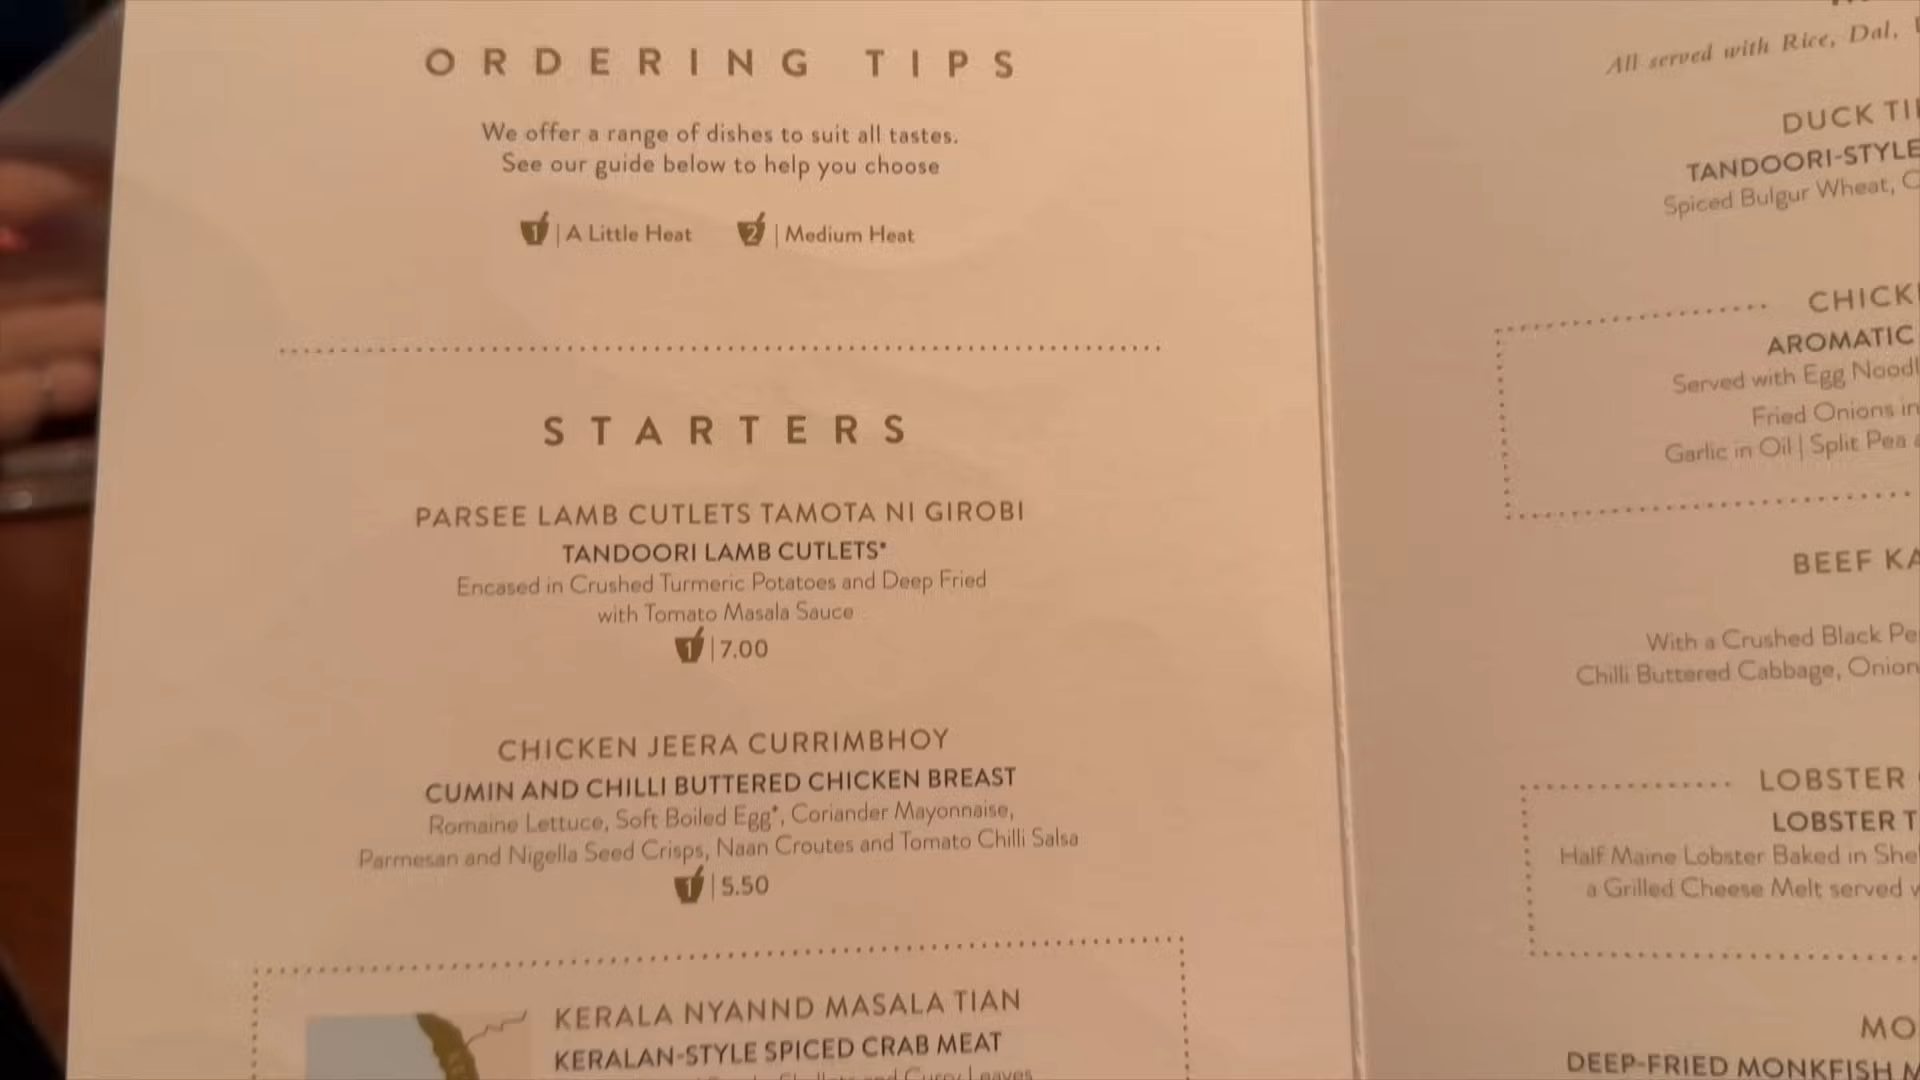 ORDERING TIPS
We offer a range of dishes to suit all tastes.
See our guide below to help you choose
1 | A Little Heat 2 | Medium Heat
STARTERS
PARSEE LAMB CUTLETS TAMOTA NI GIROBI
TANDOORI LAMB CUTLETS*
Encased in Crushed Turmeric Potatoes and Deep Fried
with Tomato Masala Sauce
1 | 7.00
CHICKEN JEERA CURRIMBHOY
CUMIN AND CHILLI BUTTERED CHICKEN BREAST
Romaine Lettuce, Soft Boiled Egg*, Coriander Mayonnaise,
Parmesan and Nigella Seed Crisps, Naan Croutes and Tomato Chilli Salsa
1 | 5.50
KERALA NYANND MASALA TIAN
KERALAN-STYLE SPICED CRAB MEAT
and Curry Leaves
All served with Rice, Dal,
DUCK
TANDOORI-STYLE
Spiced Bulgur Wheat,
AROMATIC
Served with Egg
Fried Onions in
Garlic in Oil | Split Pea
BEEF
With a Crushed Black
Chilli Buttered Cabbage, Onion
LOBSTER
LOBSTER
Half Maine Lobster Baked in
a Grilled Cheese Melt served
DEEP-FRIED MONKFISH